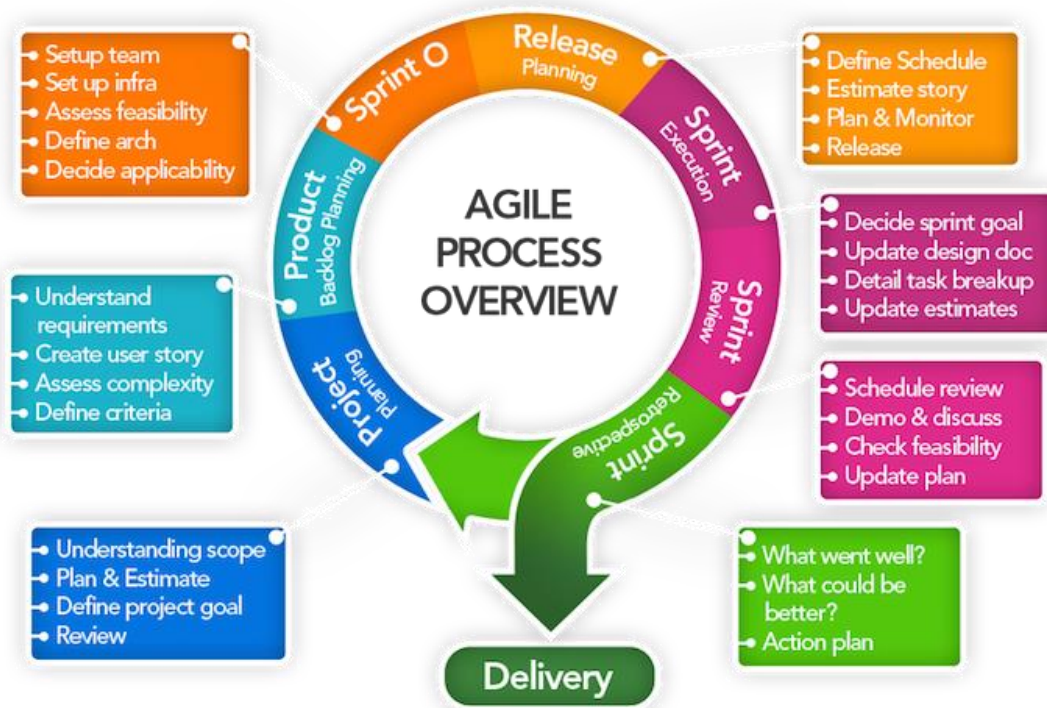 Setup team
Set up infra
Assess feasibility
Define arch
Decide applicability
Sprint O
Release
Planning
Define Schedule
Estimate story
Plan & Monitor
Release
Sprint
Execution
Decide sprint goal
Update design doc
Detail task breakup
Update estimates
AGILE
PROCESS
OVERVIEW
Product
Backlog Planning
Understand
requirements
Create user story
Assess complexity
Define criteria
Sprint
Review
Schedule review
Demo & discuss
Check feasibility
Update plan
Project
planning
Understanding scope
Plan & Estimate
Define project goal
Review
Sprint
Retrospective
What went well?
What could be
better?
Action plan
Delivery